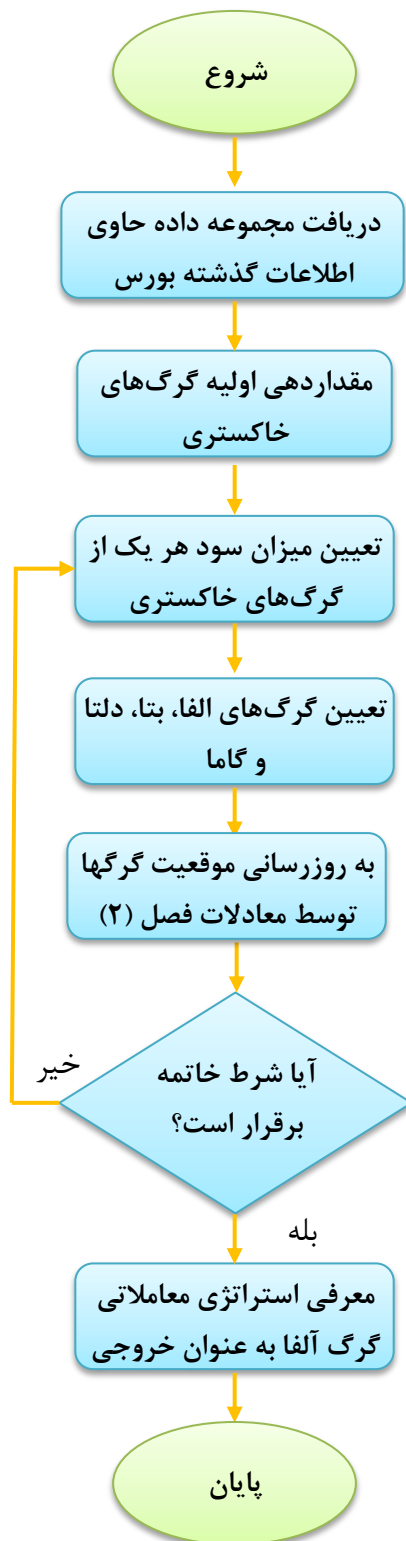 شروع
دریافت مجموعه داده حاوی
اطلاعات گذشته بورس
مقداردهی اولیه گرگ‌های
خاکستری
تعیین میزان سود هر یک از
گرگ‌های خاکستری
تعیین گرگ‌های الفا، بتا، دلتا
و گاما
به روزرسانی موقعیت گرگها
توسط معادلات فصل (۲)
آیا شرط خاتمه
برقرار است؟
خیر
بله
معرفی استراتژی معاملاتی
گرگ آلفا به عنوان خروجی
پایان